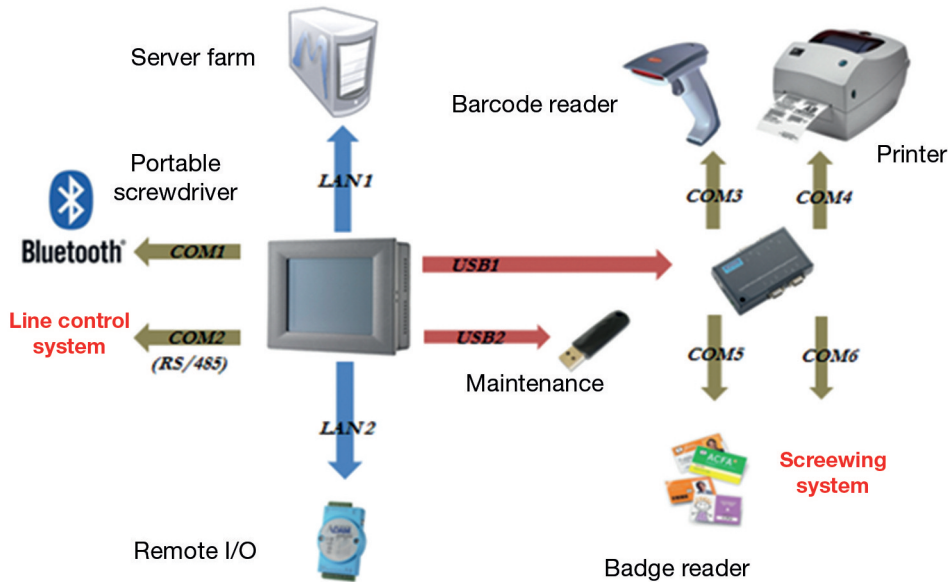 Server farm
Barcode reader
Printer
Portable
screwdriver
LAN1
COM3
COM4
Bluetooth®
COM1
USB1
Line control
system
COM2
(RS/485)
USB2
Maintenance
COM5
COM6
LAN2
ACFA
Screewing
system
Remote I/O
Badge reader